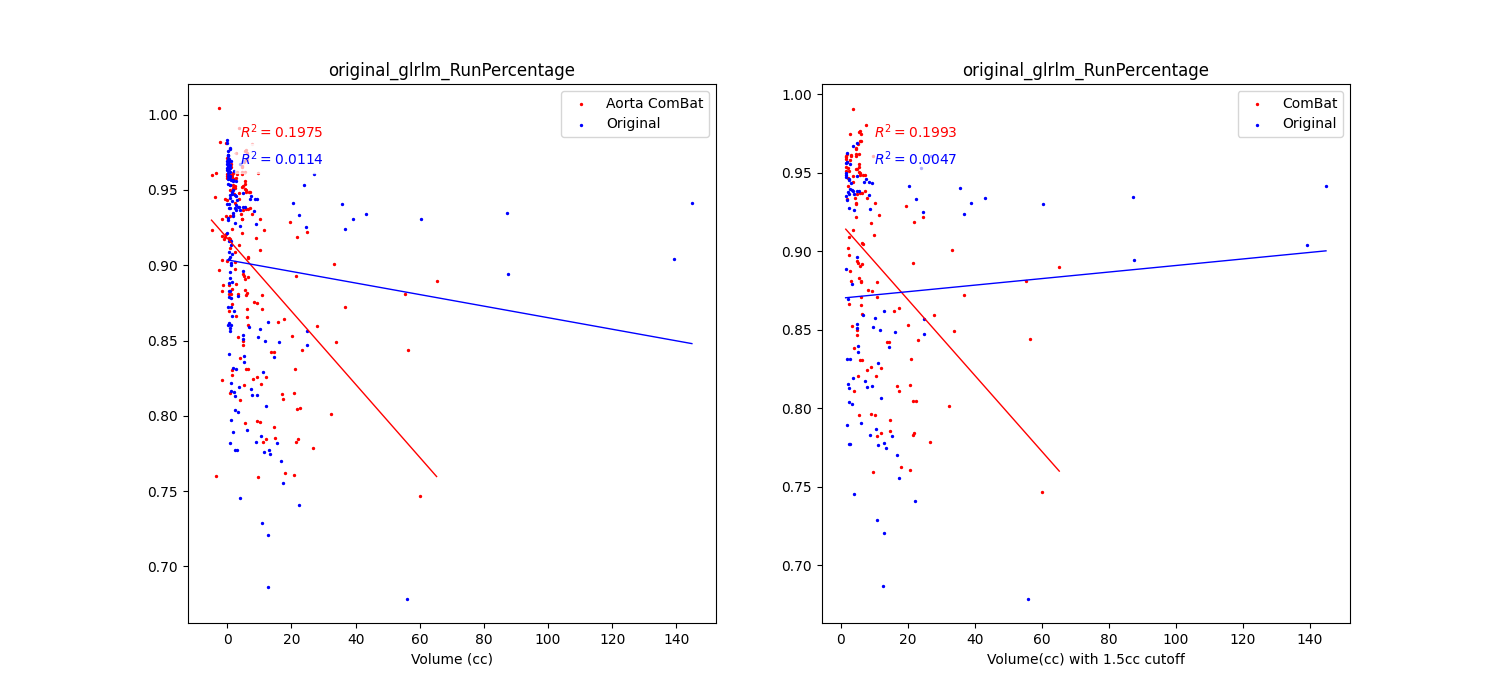 original_glrlm_RunPercentage
Aorta ComBat
Original
R² = 0.1975
R² = 0.0114
1.00
0.95
0.90
0.85
0.80
0.75
0.70
0 20 40 60 80 100 120 140
Volume (cc)
original_glrlm_RunPercentage
ComBat
Original
R² = 0.1993
R² = 0.0047
1.00
0.95
0.90
0.85
0.80
0.75
0.70
0 20 40 60 80 100 120 140
Volume(cc) with 1.5cc cutoff